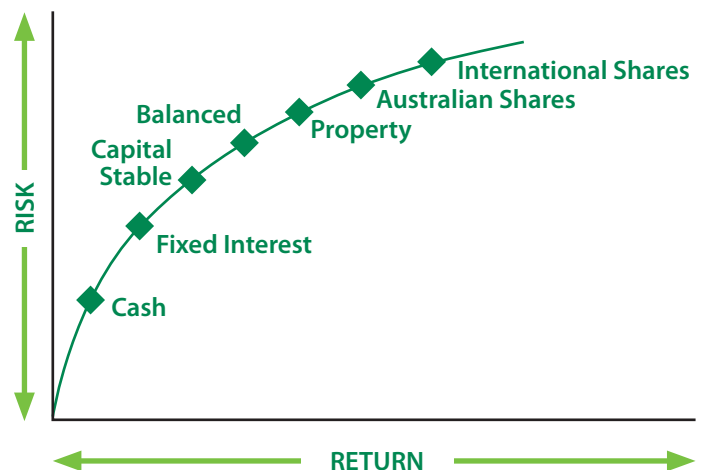 International Shares
Australian Shares
Balanced
Property
Capital
Stable
Fixed Interest
Cash
RISK
RETURN